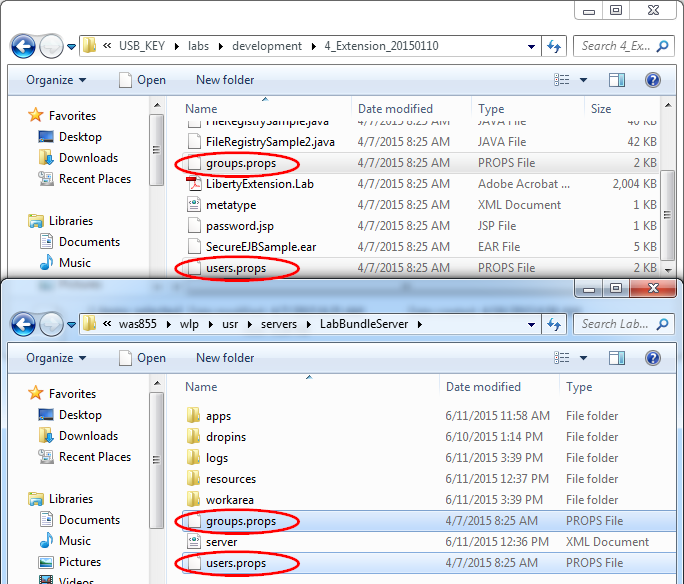 « USB_KEY ▸ labs ▸ development ▸ 4_Extension_20150110
Search 4_Ex...
Organize ▾ Open New folder
Name Date modified Type Size
Favorites
Desktop
Downloads
Recent Places
Libraries
Documents
Music
FileRegistrySample.java 4/7/2015 8:25 AM JAVA File 40 KB
FileRegistrySample2.java 4/7/2015 8:25 AM JAVA File 42 KB
groups.props 4/7/2015 8:25 AM PROPS File 2 KB
LibertyExtension.Lab 4/7/2015 8:25 AM Adobe Acrobat ... 2,004 KB
metatype 4/7/2015 8:25 AM XML Document 1 KB
password.jsp 4/7/2015 8:25 AM JSP File 1 KB
SecureEJBSample.ear 4/7/2015 8:25 AM EAR File 5 KB
users.props 4/7/2015 8:25 AM PROPS File 2 KB
« was855 ▸ wlp ▸ usr ▸ servers ▸ LabBundleServer ▸
Search Lab...
Organize ▾ Open New folder
Name Date modified Type
Favorites
Desktop
Downloads
Recent Places
Libraries
Documents
Music
Pictures
Videos
apps 6/11/2015 11:58 AM File folder
dropins 6/10/2015 1:14 PM File folder
logs 6/11/2015 3:39 PM File folder
resources 6/11/2015 12:37 PM File folder
workarea 6/11/2015 3:39 PM File folder
groups.props 4/7/2015 8:25 AM PROPS File
server 6/11/2015 12:36 PM XML Document
users.props 4/7/2015 8:25 AM PROPS File